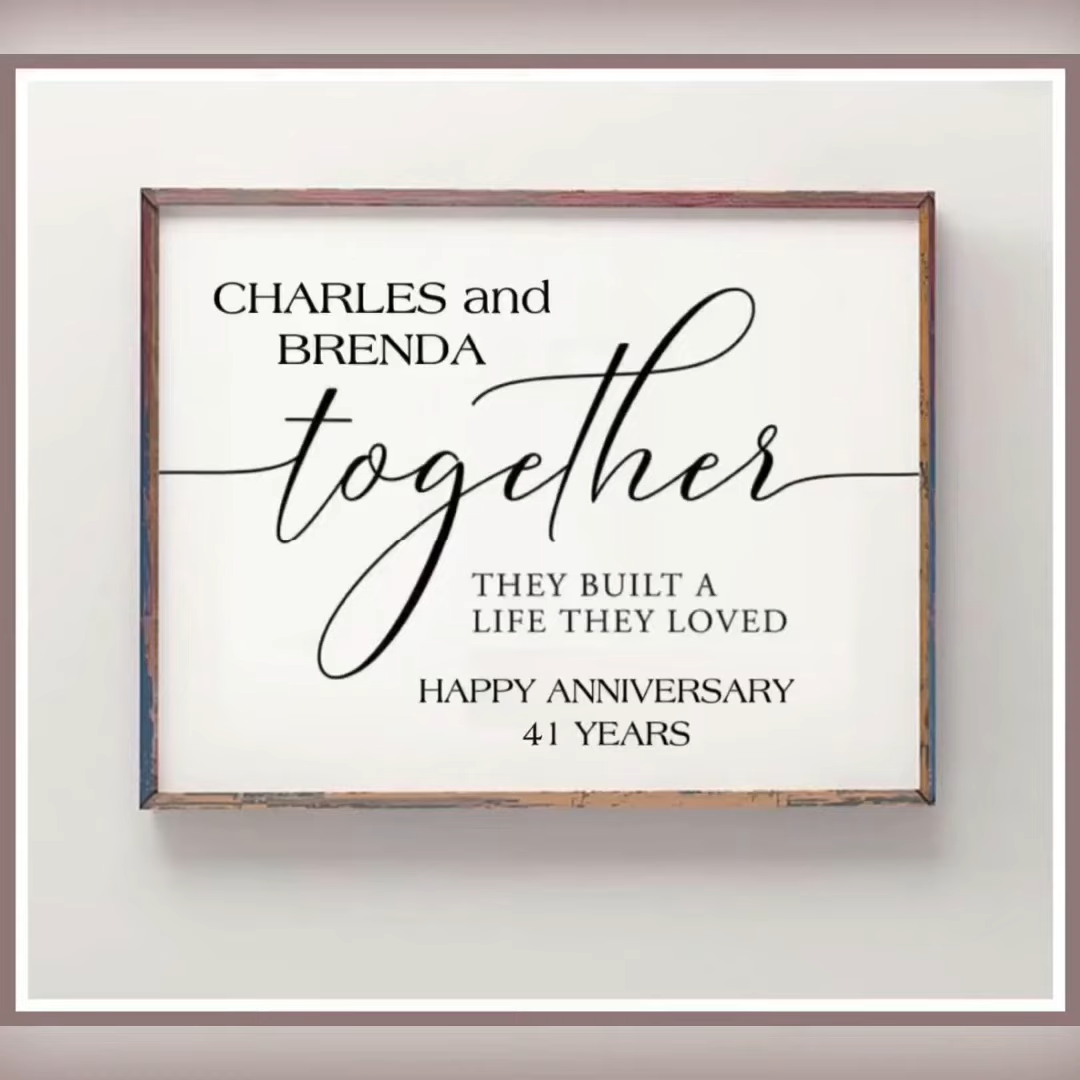 CHARLES and
BRENDA
together
THEY BUILT A
LIFE THEY LOVED
HAPPY ANNIVERSARY
41 YEARS